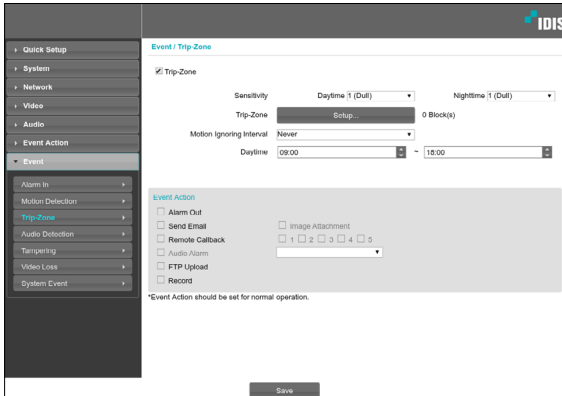 IDIS
Quick Setup
System
Network
Video
Audio
Event Action
Event
Alarm In
Motion Detection
Trip-Zone
Audio Detection
Tampering
Video Loss
System Event
Event / Trip-Zone
Trip-Zone
Sensitivity Daytime 1 (Dull) Nighttime 1 (Dull)
Trip-Zone Setup... 0 Block(s)
Motion Ignoring Interval Never
Daytime 09:00 ~ 18:00
Event Action
Alarm Out
Send Email Image Attachment
Remote Callback 1 2 3 4 5
Audio Alarm
FTP Upload
Record
*Event Action should be set for normal operation.
Save